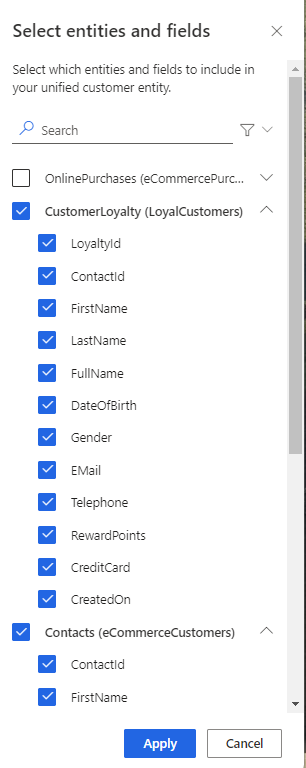 Select entities and fields
Select which entities and fields to include in
your unified customer entity.
Search
OnlinePurchases (eCommercePurc...
CustomerLoyalty (LoyalCustomers)
LoyaltyId
ContactId
FirstName
LastName
FullName
DateOfBirth
Gender
EMail
Telephone
RewardPoints
CreditCard
CreatedOn
Contacts (eCommerceCustomers)
ContactId
FirstName
Apply
Cancel